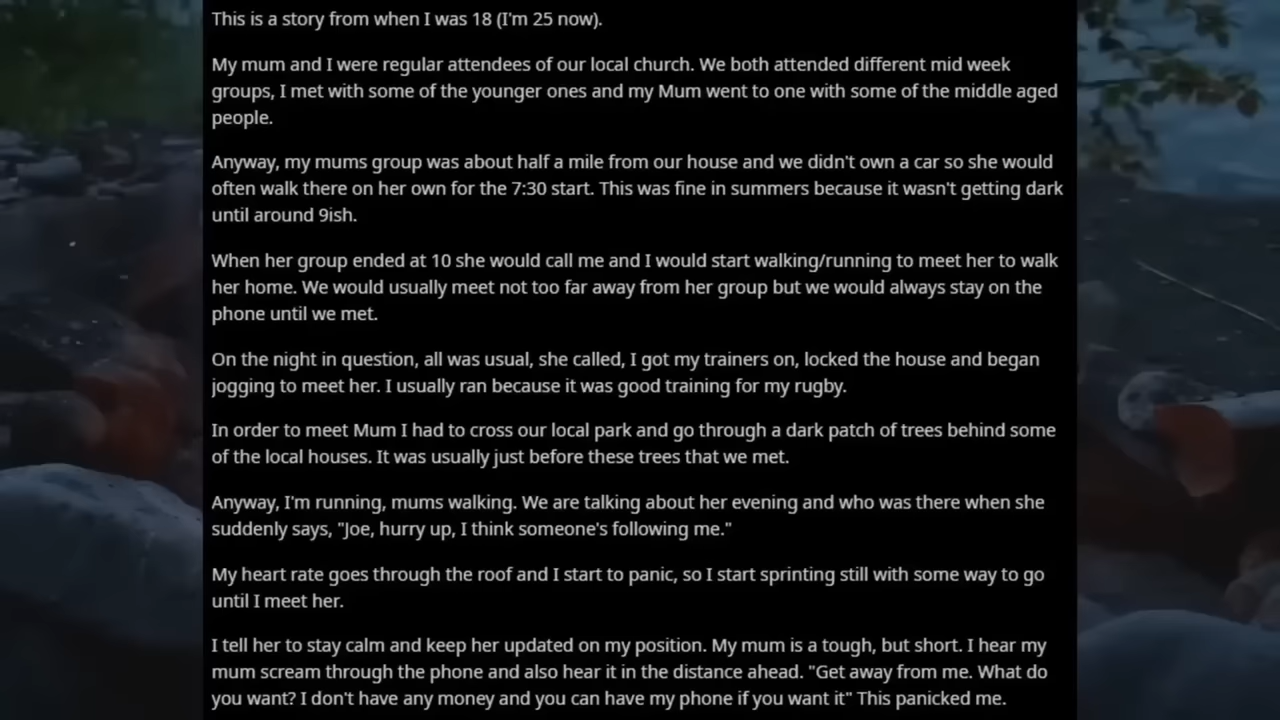 This is a story from when I was 18 (I'm 25 now).
My mum and I were regular attendees of our local church. We both attended different mid week
groups, I met with some of the younger ones and my Mum went to one with some of the middle aged
people.
Anyway, my mums group was about half a mile from our house and we didn't own a car so she would
often walk there on her own for the 7:30 start. This was fine in summers because it wasn't getting dark
until around 9ish.
When her group ended at 10 she would call me and I would start walking/running to meet her to walk
her home. We would usually meet not too far away from her group but we would always stay on the
phone until we met.
On the night in question, all was usual, she called, I got my trainers on, locked the house and began
jogging to meet her. I usually ran because it was good training for my rugby.
In order to meet Mum I had to cross our local park and go through a dark patch of trees behind some
of the local houses. It was usually just before these trees that we met.
Anyway, I'm running, mums walking. We are talking about her evening and who was there when she
suddenly says, "Joe, hurry up, I think someone's following me."
My heart rate goes through the roof and I start to panic, so I start sprinting still with some way to go
until I meet her.
I tell her to stay calm and keep her updated on my position. My mum is a tough, but short. I hear my
mum scream through the phone and also hear it in the distance ahead. "Get away from me. What do
you want? I don't have any money and you can have my phone if you want it" This panicked me.